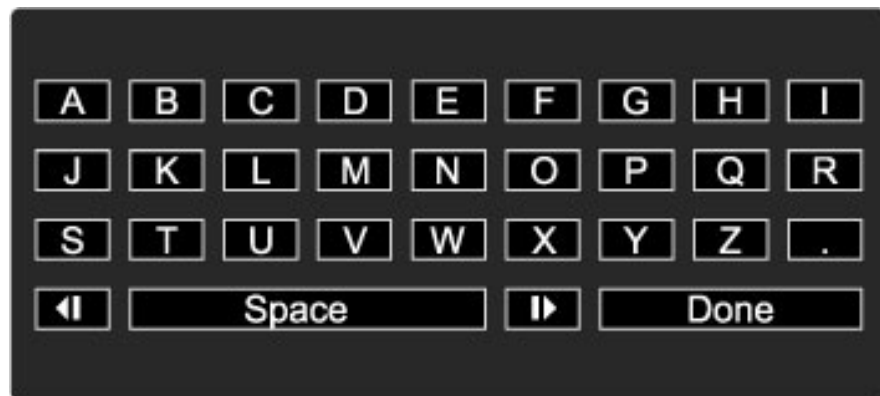 A B C D E F G H I
J K L M N O P Q R
S T U V W X Y Z .
Space Done